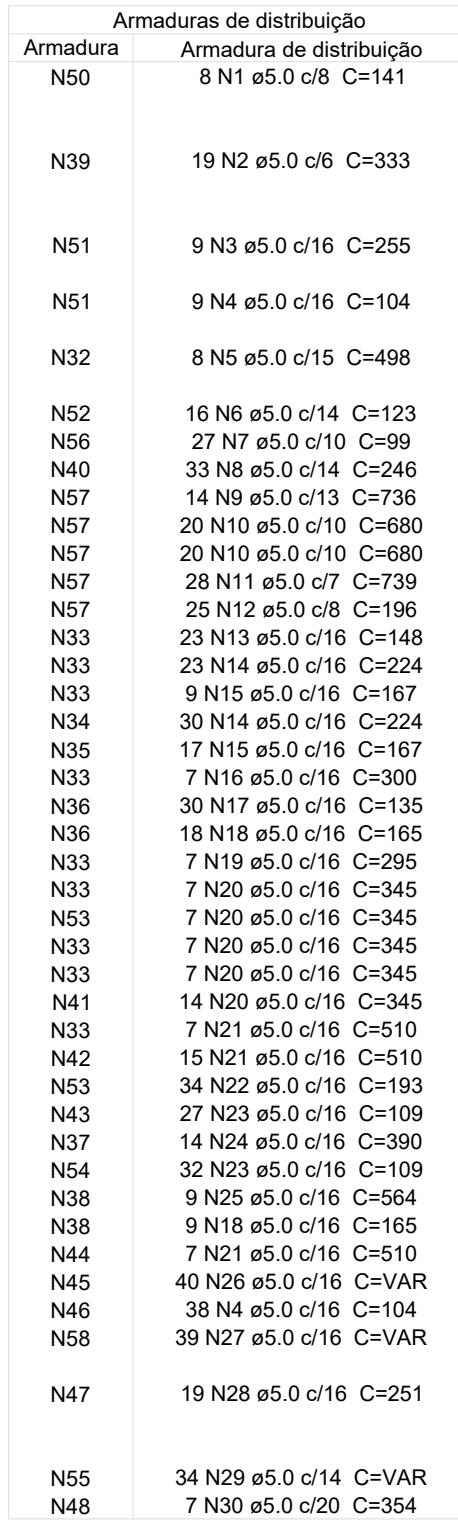 Armaduras de distribuição
Armadura Armadura de distribuição
N50 8 N1 ø5.0 c/8 C=141
N39 19 N2 ø5.0 c/6 C=333
N51 9 N3 ø5.0 c/16 C=255
N51 9 N4 ø5.0 c/16 C=104
N32 8 N5 ø5.0 c/15 C=498
N52 16 N6 ø5.0 c/14 C=123
N56 27 N7 ø5.0 c/10 C=99
N40 33 N8 ø5.0 c/14 C=246
N57 14 N9 ø5.0 c/13 C=736
N57 20 N10 ø5.0 c/10 C=680
N57 20 N10 ø5.0 c/10 C=680
N57 28 N11 ø5.0 c/7 C=739
N57 25 N12 ø5.0 c/8 C=196
N33 23 N13 ø5.0 c/16 C=148
N33 23 N14 ø5.0 c/16 C=224
N33 9 N15 ø5.0 c/16 C=167
N34 30 N14 ø5.0 c/16 C=224
N35 17 N15 ø5.0 c/16 C=167
N33 7 N16 ø5.0 c/16 C=300
N36 30 N17 ø5.0 c/16 C=135
N36 18 N18 ø5.0 c/16 C=165
N33 7 N19 ø5.0 c/16 C=295
N33 7 N20 ø5.0 c/16 C=345
N53 7 N20 ø5.0 c/16 C=345
N33 7 N20 ø5.0 c/16 C=345
N33 7 N20 ø5.0 c/16 C=345
N41 14 N20 ø5.0 c/16 C=345
N33 7 N21 ø5.0 c/16 C=510
N42 15 N21 ø5.0 c/16 C=510
N53 34 N22 ø5.0 c/16 C=193
N43 27 N23 ø5.0 c/16 C=109
N37 14 N24 ø5.0 c/16 C=390
N54 32 N23 ø5.0 c/16 C=109
N38 9 N25 ø5.0 c/16 C=564
N38 9 N18 ø5.0 c/16 C=165
N44 7 N21 ø5.0 c/16 C=510
N45 40 N26 ø5.0 c/16 C=VAR
N46 38 N4 ø5.0 c/16 C=104
N58 39 N27 ø5.0 c/16 C=VAR
N47 19 N28 ø5.0 c/16 C=251
N55 34 N29 ø5.0 c/14 C=VAR
N48 7 N30 ø5.0 c/20 C=354